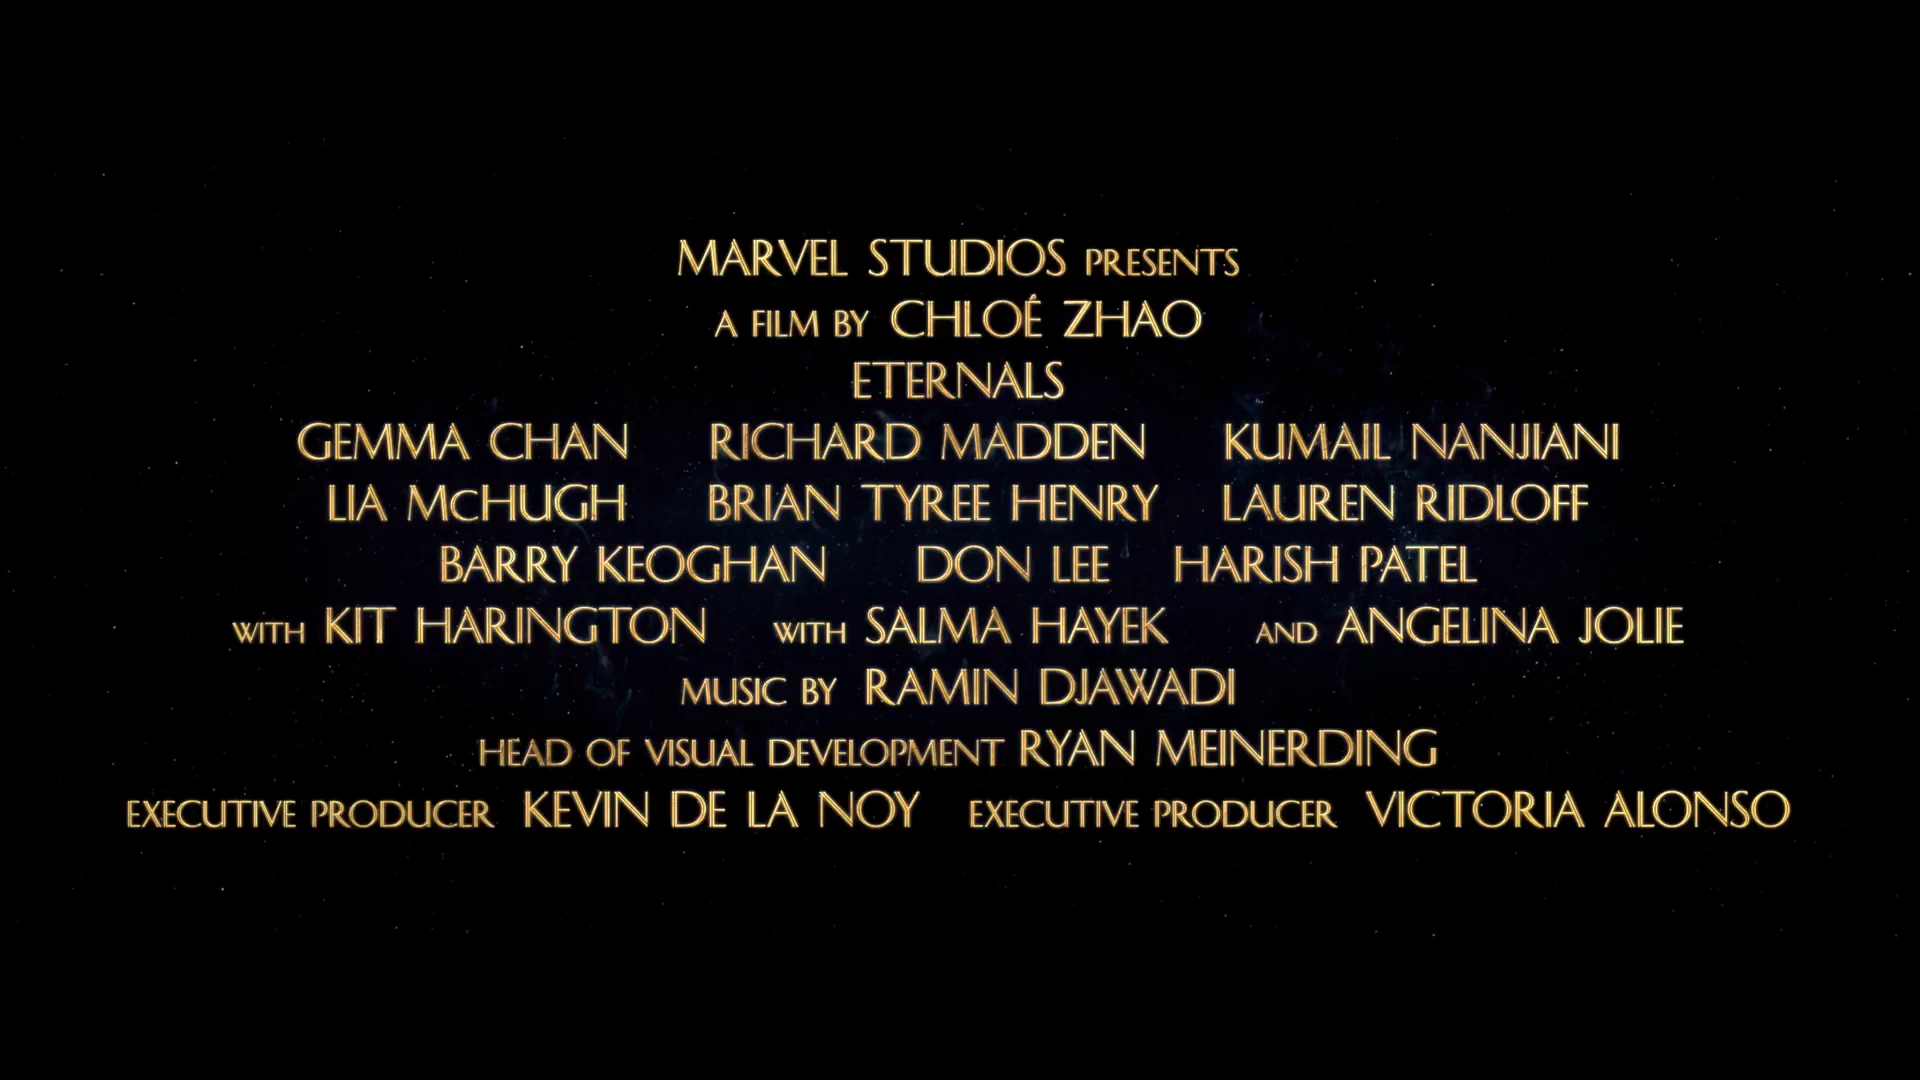 MARVEL STUDIOS PRESENTS
A FILM BY CHLOÉ ZHAO
ETERNALS
GEMMA CHAN RICHARD MADDEN KUMAIL NANJIANI
LIA McHUGH BRIAN TYREE HENRY LAUREN RIDLOFF
BARRY KEOGHAN DON LEE HARISH PATEL
WITH KIT HARINGTON WITH SALMA HAYEK AND ANGELINA JOLIE
MUSIC BY RAMIN DJAWADI
HEAD OF VISUAL DEVELOPMENT RYAN MEINERDING
EXECUTIVE PRODUCER KEVIN DE LA NOY EXECUTIVE PRODUCER VICTORIA ALONSO